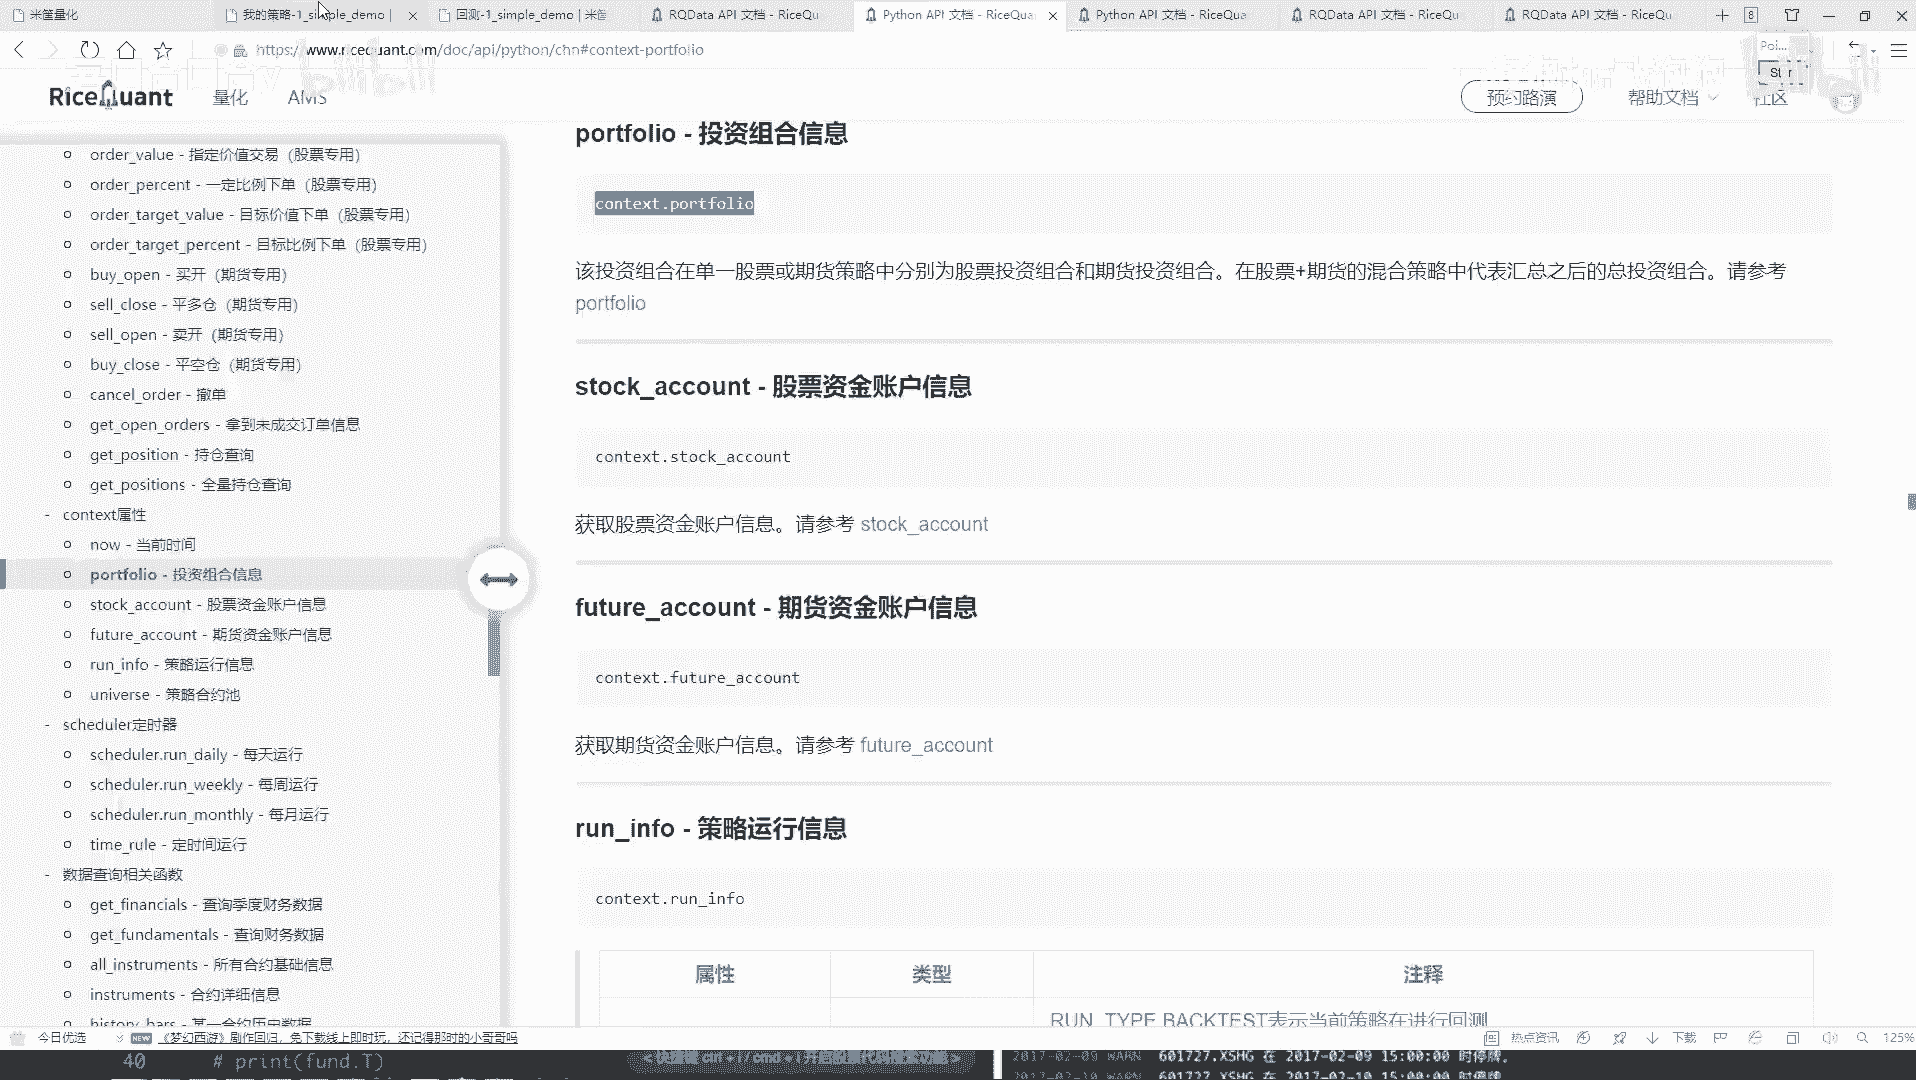 米筐量化
我的策略-1_simple_demo |
回测-1_simple_demo | 米筐
RQData API 文档 - RiceQu
Python API 文档 - RiceQua
Python API 文档 - RiceQua
RQData API 文档 - RiceQu
RQData API 文档 - RiceQu
8
https://www.ricequant.com/doc/api/python/chn#context-portfolio
RiceQuant
量化
AMS
预约路演
帮助文档
社区
order_value - 指定价值交易（股票专用）
order_percent - 一定比例下单（股票专用）
order_target_value - 目标价值下单（股票专用）
order_target_percent - 目标比例下单（股票专用）
buy_open - 买开（期货专用）
sell_close - 平多仓（期货专用）
sell_open - 卖开（期货专用）
buy_close - 平空仓（期货专用）
cancel_order - 撤单
get_open_orders - 拿到未成交订单信息
get_position - 持仓查询
get_positions - 全量持仓查询
- context属性
now - 当前时间
portfolio - 投资组合信息
stock_account - 股票资金账户信息
future_account - 期货资金账户信息
run_info - 策略运行信息
universe - 策略合约池
- scheduler定时器
scheduler.run_daily - 每天运行
scheduler.run_weekly - 每周运行
scheduler.run_monthly - 每月运行
time_rule - 定时间运行
- 数据查询相关函数
get_financials - 查询季度财务数据
get_fundamentals - 查询财务数据
all_instruments - 所有合约基础信息
instruments - 合约详细信息
history_bars - 某一合约历史数据
portfolio - 投资组合信息
context.portfolio
该投资组合在单一股票或期货策略中分别为股票投资组合和期货投资组合。在股票+期货的混合策略中代表汇总之后的总投资组合。请参考
portfolio
stock_account - 股票资金账户信息
context.stock_account
获取股票资金账户信息。请参考 stock_account
future_account - 期货资金账户信息
context.future_account
获取期货资金账户信息。请参考 future_account
run_info - 策略运行信息
context.run_info
属性
类型
注释
RUN_TYPE.BACKTEST表示当前策略在进行回测
今日优选
NEW
《梦幻西游》剧作回归，免下载线上即时玩，还记得那时的小哥哥吗
热点资讯
下载
125%
40 # print(fund.T)
2017-02-09 WARN 601727.XSHG 在 2017-02-09 15:00:00 时停牌。
2017-02-10 WARN 601727.XSHG 在 2017-02-10 15:00:00 时停牌。